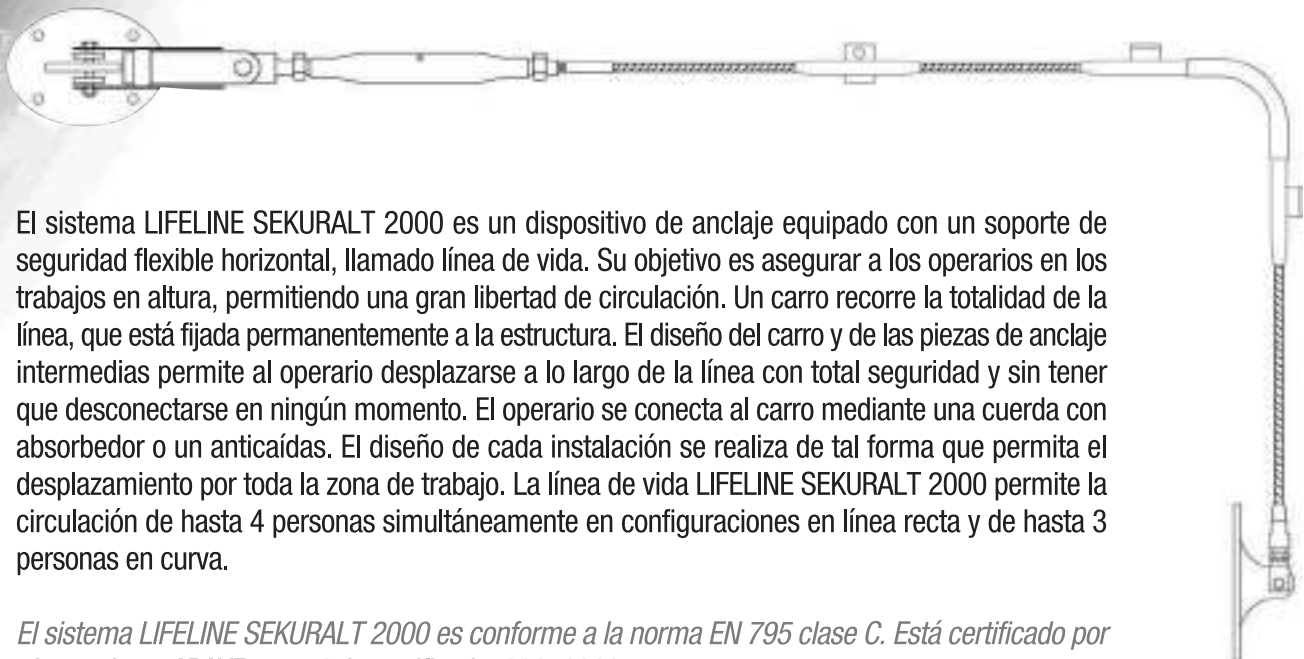 El sistema LIFELINE SEKURALT 2000 es un dispositivo de anclaje equipado con un soporte de
seguridad flexible horizontal, llamado línea de vida. Su objetivo es asegurar a los operarios en los
trabajos en altura, permitiendo una gran libertad de circulación. Un carro recorre la totalidad de la
línea, que está fijada permanentemente a la estructura. El diseño del carro y de las piezas de anclaje
intermedias permite al operario desplazarse a lo largo de la línea con total seguridad y sin tener
que desconectarse en ningún momento. El operario se conecta al carro mediante una cuerda con
absorbedor o un anticaídas. El diseño de cada instalación se realiza de tal forma que permita el
desplazamiento por toda la zona de trabajo. La línea de vida LIFELINE SEKURALT 2000 permite la
circulación de hasta 4 personas simultáneamente en configuraciones en línea recta y de hasta 3
personas en curva.
El sistema LIFELINE SEKURALT 2000 es conforme a la norma EN 795 clase C. Está certificado por